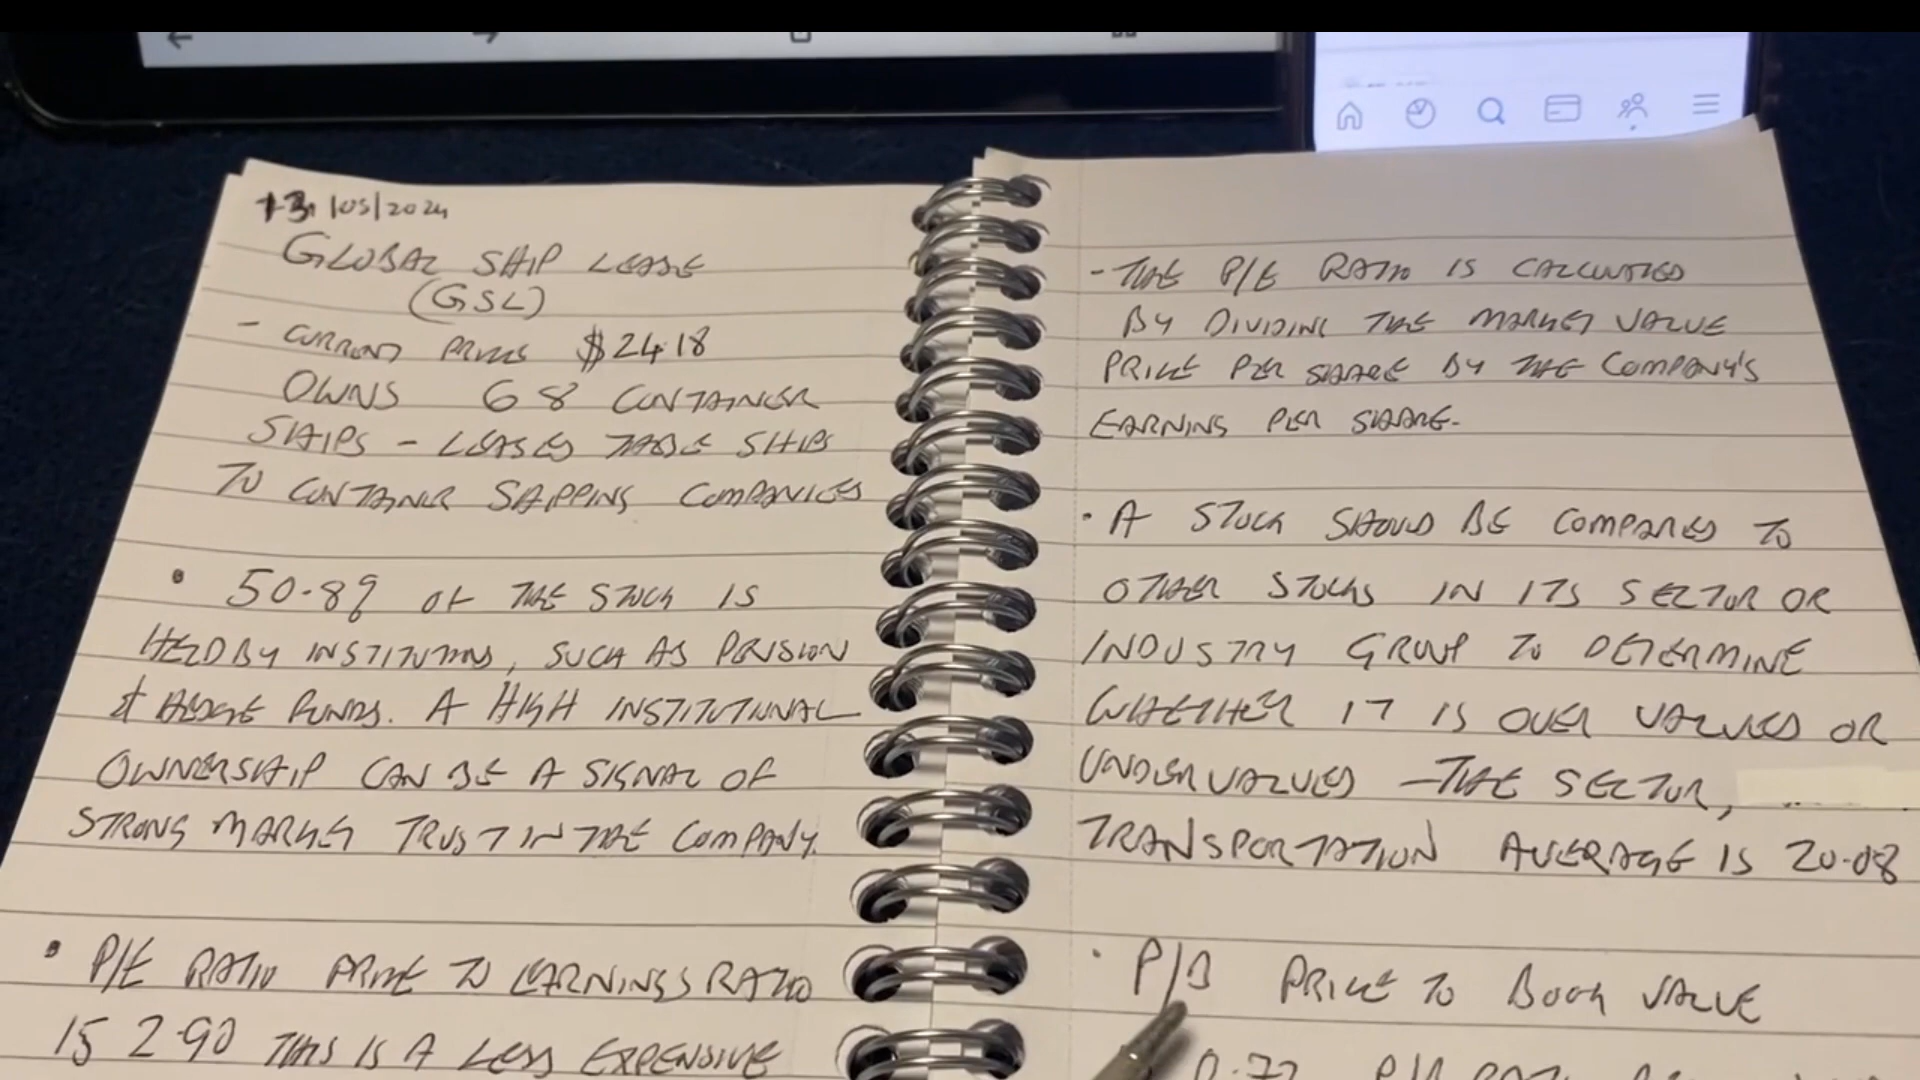 13/05/2024
GLOBAL SHIP LEASE
(GSL)
- CURRENT PRICE $24.18
OWNS 68 CONTAINER
SHIPS - LEASES THESE SHIPS
TO CONTAINER SHIPPING COMPANIES
• 50.89 OF THE STOCK IS
HELD BY INSTITUTIONS, SUCH AS PENSION
& HEDGE FUNDS. A HIGH INSTITUTIONAL
OWNERSHIP CAN BE A SIGNAL OF
STRONG MARKET TRUST IN THE COMPANY.
• P/E RATIO PRICE TO EARNINGS RATIO
IS 2.90 THIS IS A LESS EXPENSIVE
- THE P/E RATIO IS CALCULATED
BY DIVIDING THE MARKET VALUE
PRICE PER SHARE BY THE COMPANY'S
EARNING PER SHARE.
• A STOCK SHOULD BE COMPARED TO
OTHER STOCKS IN ITS SECTOR OR
INDUSTRY GROUP TO DETERMINE
WHETHER IT IS OVER VALUED OR
UNDERVALUED - THE SECTOR,
TRANSPORTATION AVERAGE IS 20.08
• P/B PRICE TO BOOK VALUE
0.77 P/B RATIO